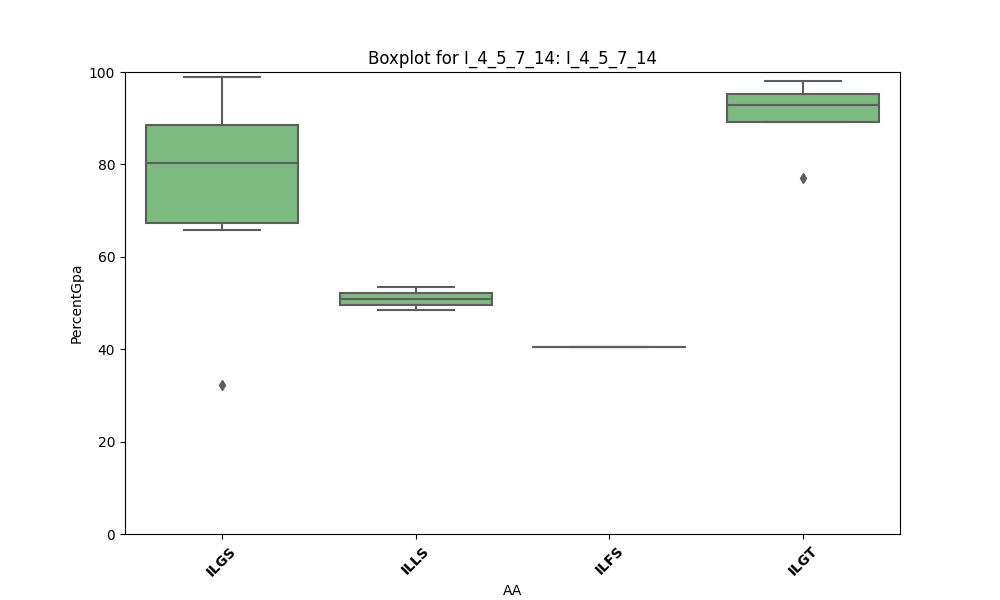 Boxplot for I_4_5_7_14: I_4_5_7_14
100
80
60
40
20
0
PercentGpa
ILGS
ILLS
ILFS
ILGT
AA